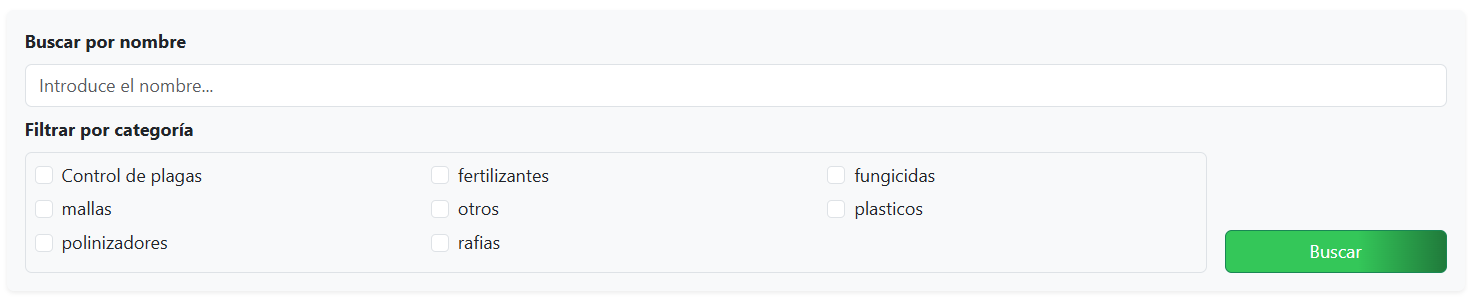 Buscar por nombre
Introduce el nombre...
Filtrar por categoría
Control de plagas fertilizantes fungicidas
mallas otros plasticos
polinizadores rafias
Buscar